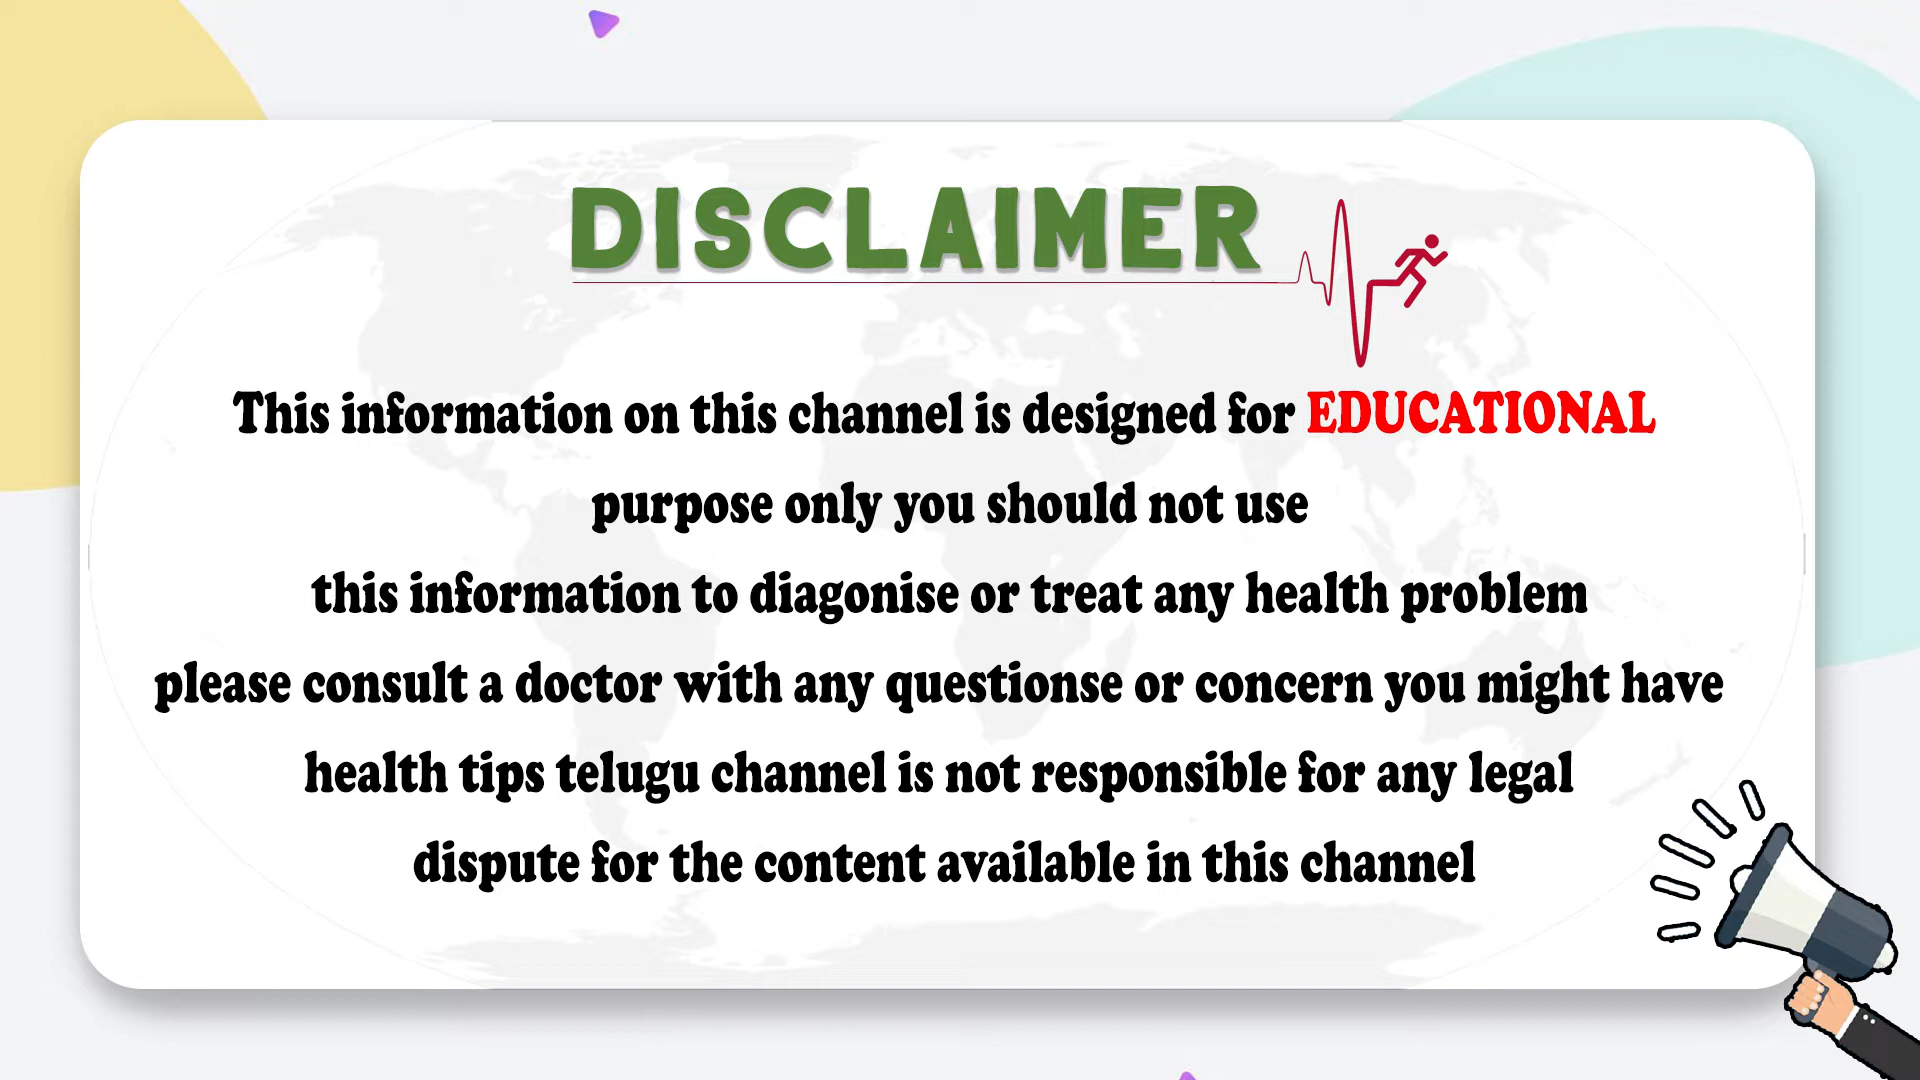 DISCLAIMER
This information on this channel is designed for EDUCATIONAL
purpose only you should not use
this information to diagonise or treat any health problem
please consult a doctor with any questionse or concern you might have
health tips telugu channel is not responsible for any legal
dispute for the content available in this channel